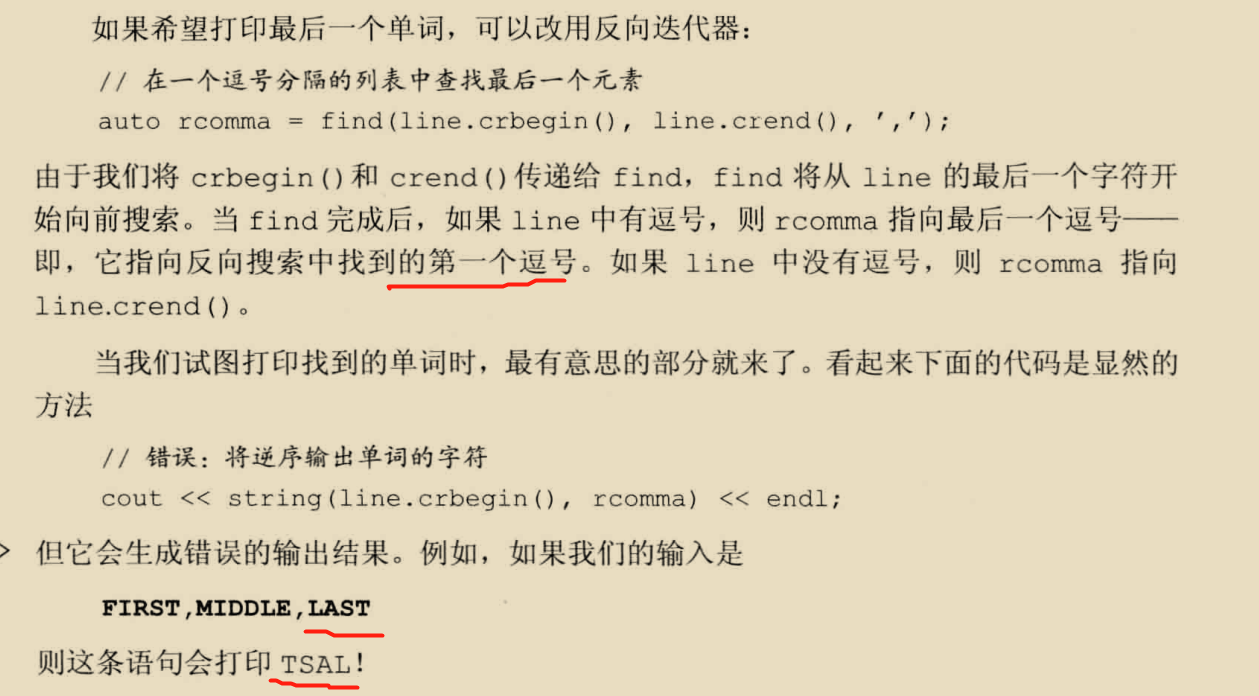 如果希望打印最后一个单词，可以改用反向迭代器：
// 在一个逗号分隔的列表中查找最后一个元素
auto rcomma = find(line.crbegin(), line.crend(), ',');
由于我们将 crbegin()和 crend()传递给 find，find 将从 line 的最后一个字符开
始向前搜索。当 find 完成后，如果 line 中有逗号，则 rcomma 指向最后一个逗号——
即，它指向反向搜索中找到的第一个逗号。如果 line 中没有逗号，则 rcomma 指向
line.crend()。
当我们试图打印找到的单词时，最有意思的部分就来了。看起来下面的代码是显然的
方法
// 错误：将逆序输出单词的字符
cout << string(line.crbegin(), rcomma) << endl;
但它会生成错误的输出结果。例如，如果我们的输入是
FIRST,MIDDLE,LAST
则这条语句会打印 TSAL！